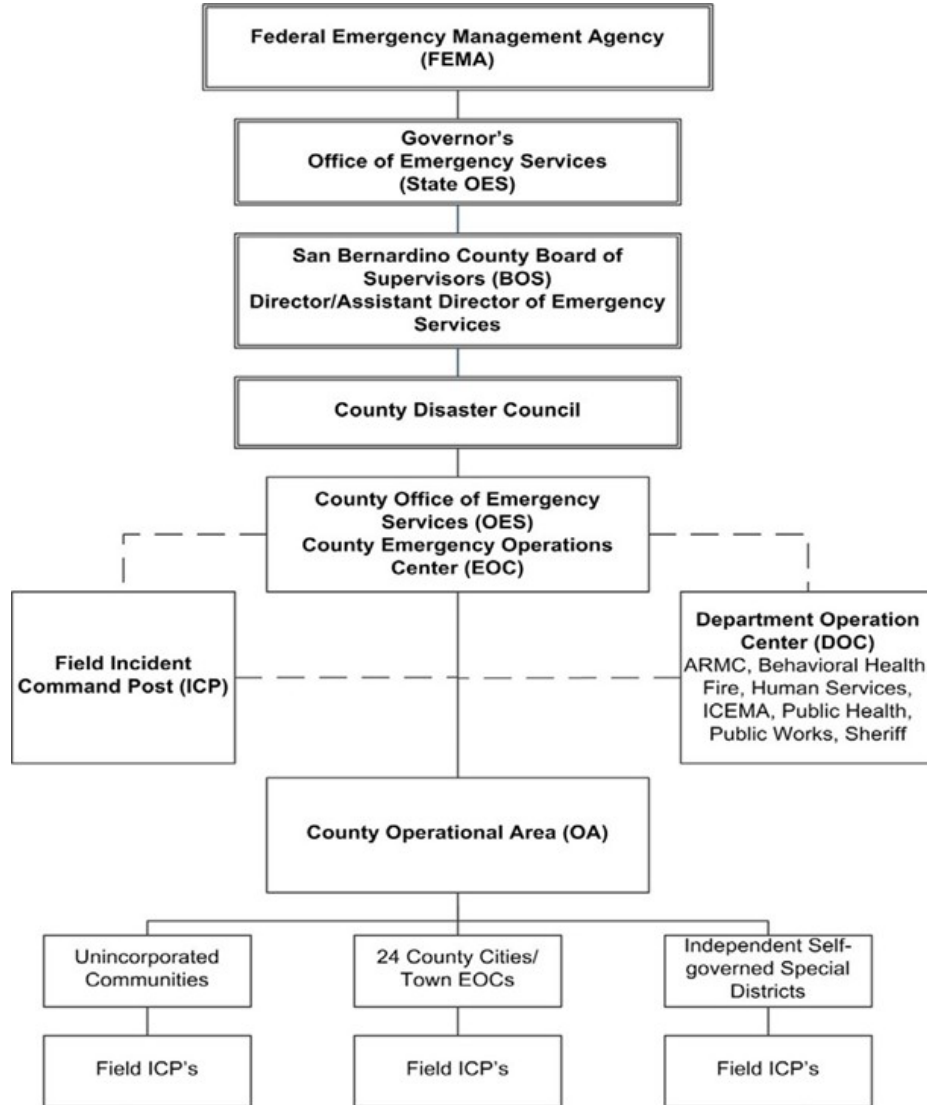 Federal Emergency Management Agency
(FEMA)
Governor's
Office of Emergency Services
(State OES)
San Bernardino County Board of
Supervisors (BOS)
Director/Assistant Director of Emergency
Services
County Disaster Council
County Office of Emergency
Services (OES)
County Emergency Operations
Center (EOC)
Field Incident
Command Post (ICP)
Department Operation
Center (DOC)
ARMC, Behavioral Health
Fire, Human Services,
ICEMA, Public Health,
Public Works, Sheriff
County Operational Area (OA)
Unincorporated
Communities
24 County Cities/
Town EOCs
Independent Self-
governed Special
Districts
Field ICP's
Field ICP's
Field ICP's